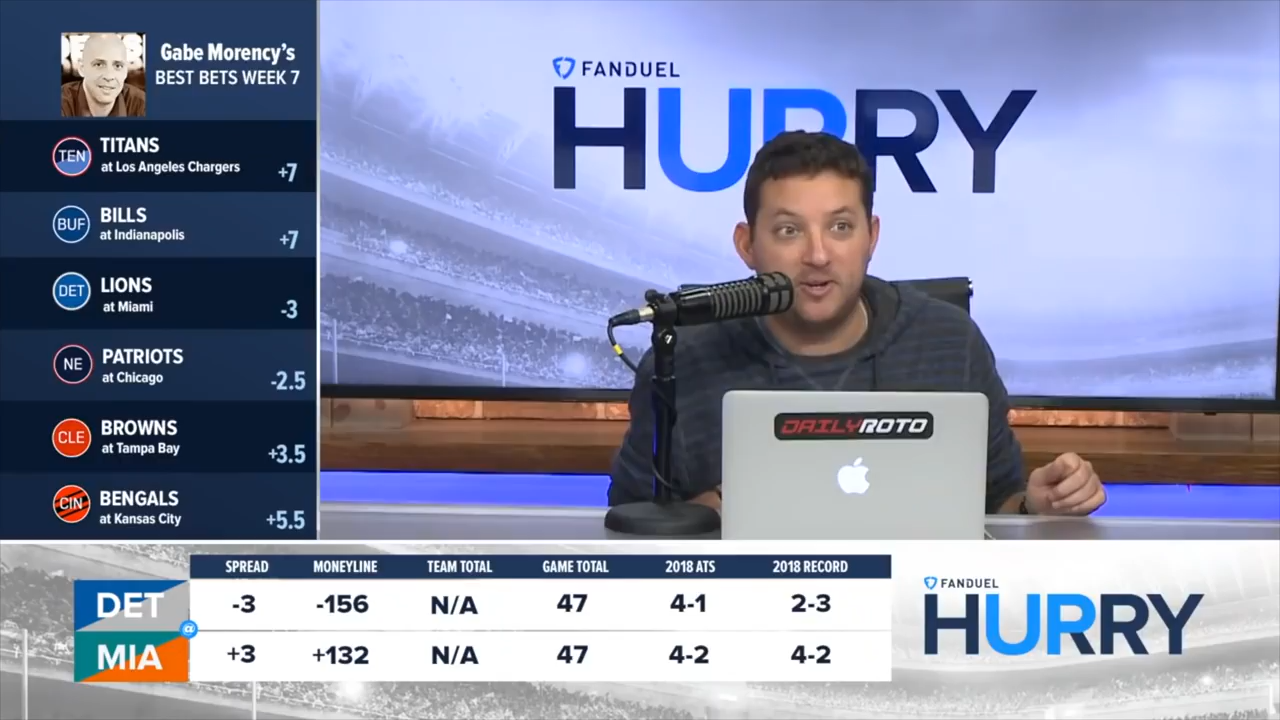 Gabe Morency's
BEST BETS WEEK 7
TEN
TITANS
at Los Angeles Chargers
+7
BUF
BILLS
at Indianapolis
+7
DET
LIONS
at Miami
-3
NE
PATRIOTS
at Chicago
-2.5
CLE
BROWNS
at Tampa Bay
+3.5
CIN
BENGALS
at Kansas City
+5.5
FANDUEL
HURRY
DAILYROTO
SPREAD MONEYLINE TEAM TOTAL GAME TOTAL 2018 ATS 2018 RECORD
DET -3 -156 N/A 47 4-1 2-3
@
MIA +3 +132 N/A 47 4-2 4-2
FANDUEL
HURRY